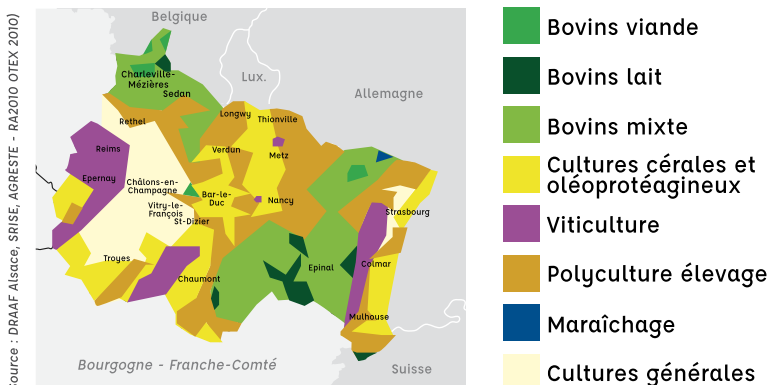 Source : DRAAF Alsace, SRISE, AGRESTE - RA2010 OTEX 2010)
Belgique
Lux.
Allemagne
Charleville-
Mézières
Sedan
Rethel
Longwy
Thionville
Reims
Verdun
Metz
Epernay
Châlons-en-
Champagne
Bar-le-
Duc
Nancy
Vitry-le-
François
St-Dizier
Strasbourg
Troyes
Chaumont
Epinal
Colmar
Mulhouse
Bourgogne - Franche-Comté
Suisse
Bovins viande
Bovins lait
Bovins mixte
Cultures cérales et
oléoprotéagineux
Viticulture
Polyculture élevage
Maraîchage
Cultures générales